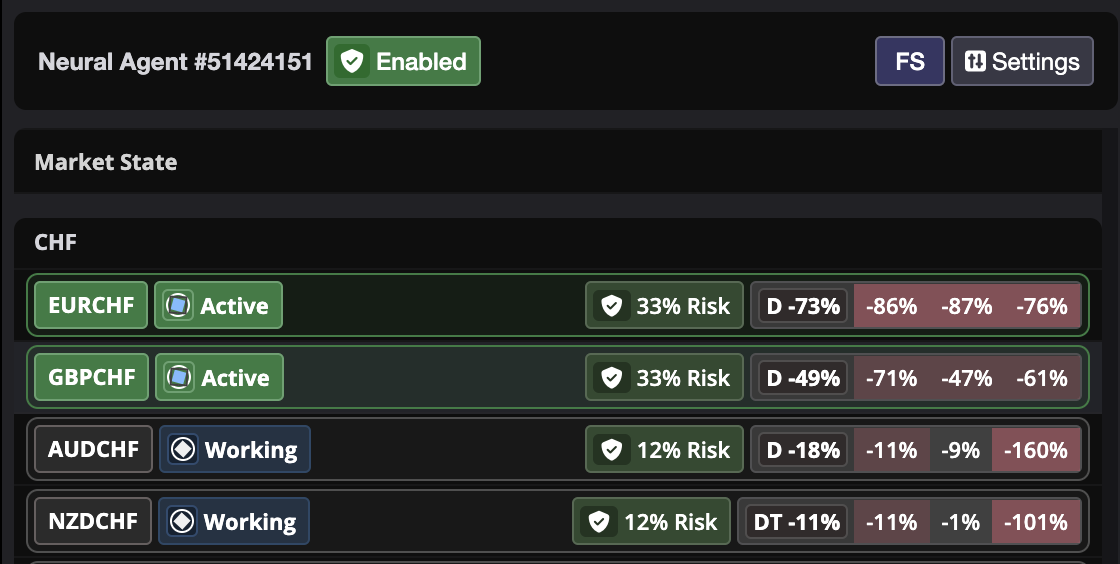 Neural Agent #51424151 Enabled FS Settings
Market State
CHF
EURCHF Active 33% Risk D -73% -86% -87% -76%
GBPCHF Active 33% Risk D -49% -71% -47% -61%
AUDCHF Working 12% Risk D -18% -11% -9% -160%
NZDCHF Working 12% Risk DT -11% -11% -1% -101%